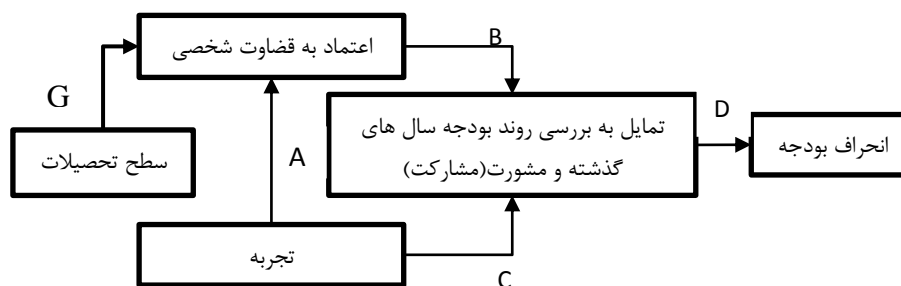 اعتماد به قضاوت شخصی
B
G
سطح تحصیلات
A
تمایل به بررسی روند بودجه سال های
گذشته و مشورت(مشارکت)
D
انحراف بودجه
تجربه
C